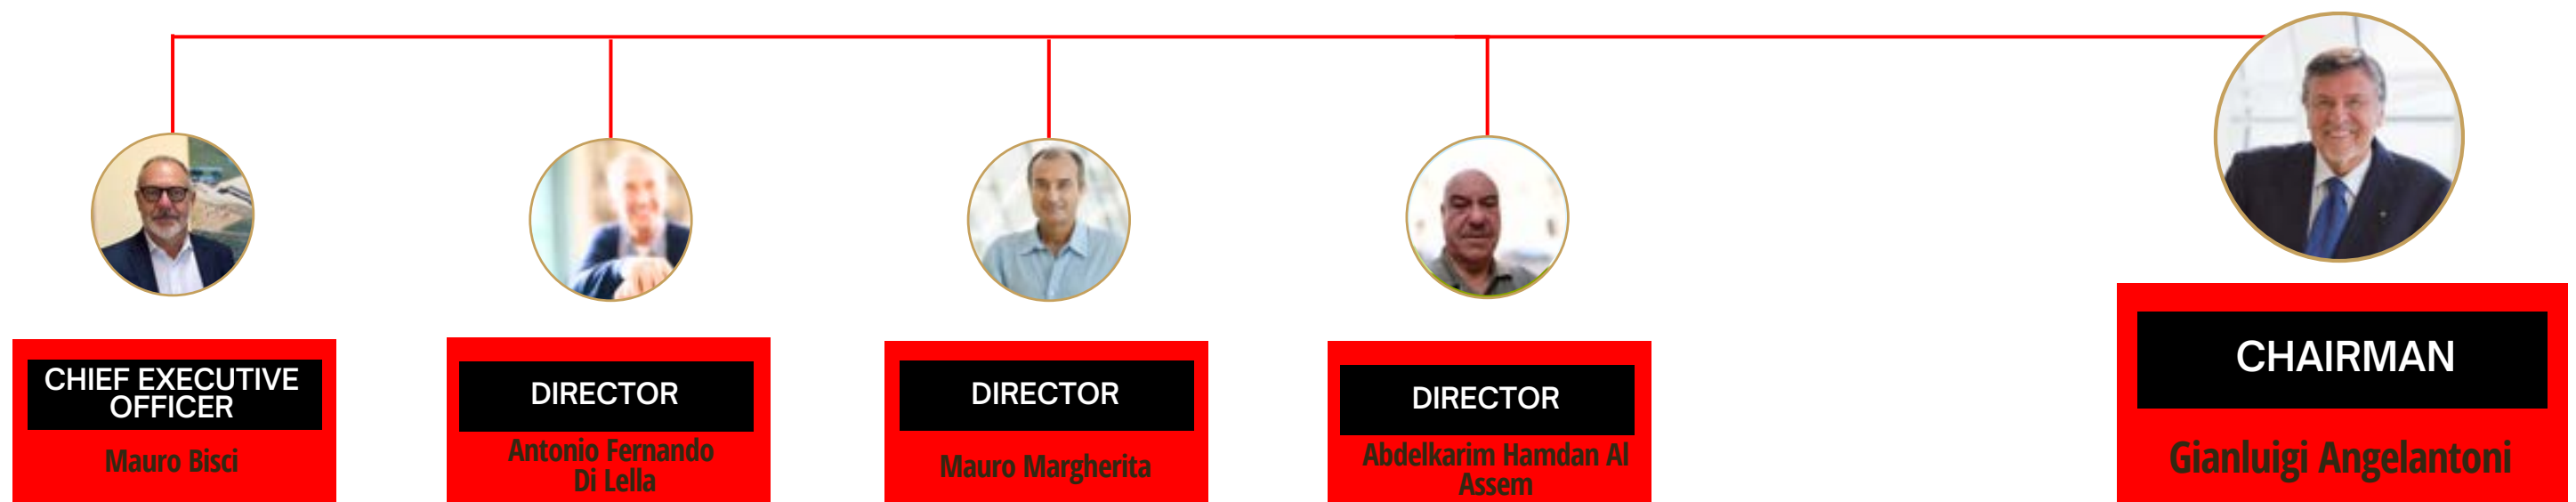 CHIEF EXECUTIVE
OFFICER
Mauro Bisci
DIRECTOR
Antonio Fernando
Di Lella
DIRECTOR
Mauro Margherita
DIRECTOR
Abdelkarim Hamdan Al
Assem
CHAIRMAN
Gianluigi Angelantoni